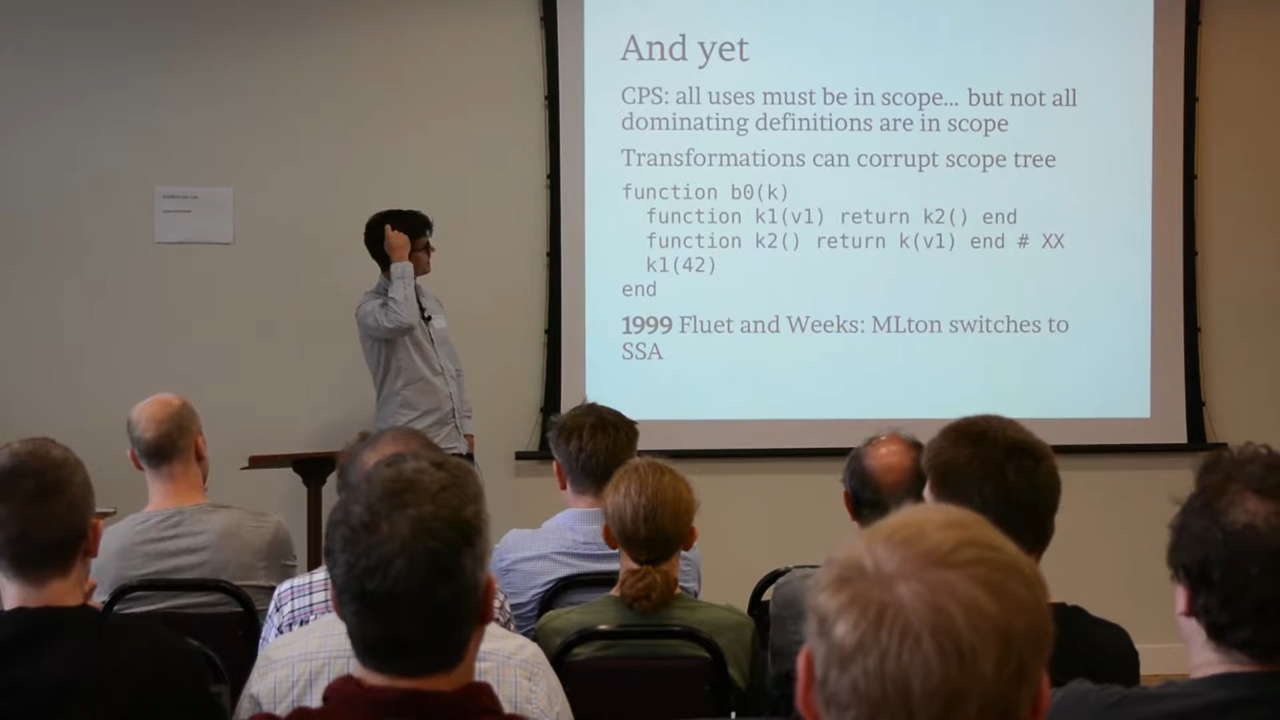 And yet
CPS: all uses must be in scope... but not all
dominating definitions are in scope
Transformations can corrupt scope tree
function b0(k)
  function k1(v1) return k2() end
  function k2() return k(v1) end # XX
  k1(42)
end
1999 Fluet and Weeks: MLton switches to
SSA